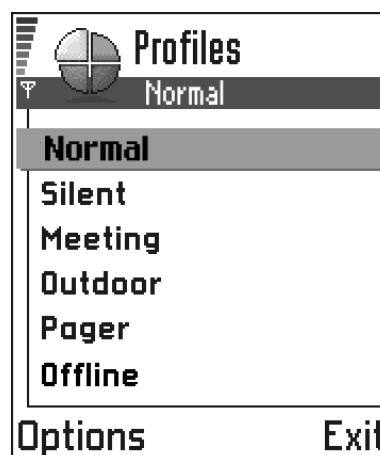 Profiles
Normal
Normal
Silent
Meeting
Outdoor
Pager
Offline
Options Exit